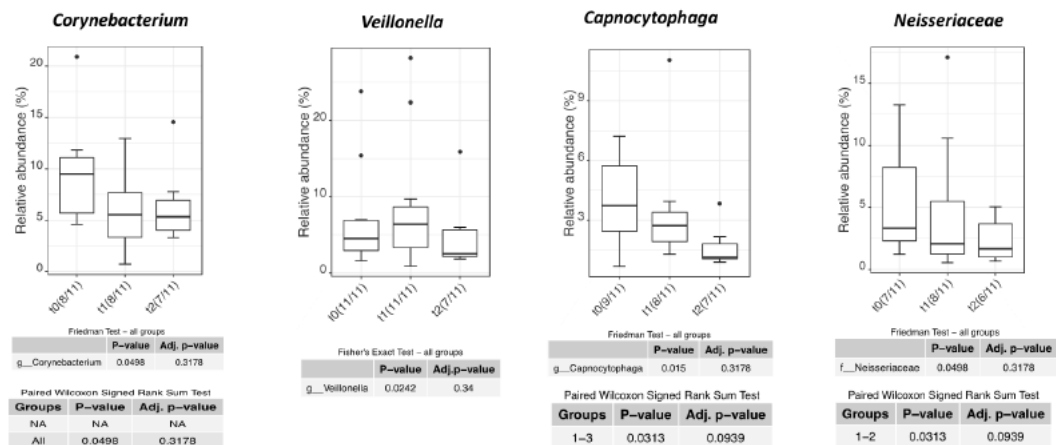 Corynebacterium
Veillonella
Capnocytophaga
Neisseriaceae
Relative abundance (%)
20
15
10
5
0
t0(8/11) t1(8/11) t2(7/11)
Friedman Test – all groups
P–value Adj. p–value
g__Corynebacterium 0.0498 0.3178
Paired Wilcoxon Signed Rank Sum Test
Groups P–value Adj. p–value
NA NA NA
All 0.0498 0.3178
Relative abundance (%)
20
10
0
t0(11/11) t1(11/11) t2(7/11)
Fisher's Exact Test – all groups
P–value Adj.p–value
g__Veillonella 0.0242 0.34
Relative abundance (%)
9
6
3
t0(9/11) t1(8/11) t2(7/11)
Friedman Test – all groups
P–value Adj. p–value
g__Capnocytophaga 0.015 0.3178
Paired Wilcoxon Signed Rank Sum Test
Groups P–value Adj. p–value
1–3 0.0313 0.0939
Relative abundance (%)
15
10
5
0
t0(7/11) t1(8/11) t2(6/11)
Friedman Test – all groups
P–value Adj. p–value
f__Neisseriaceae 0.0498 0.3178
Paired Wilcoxon Signed Rank Sum Test
Groups P–value Adj. p–value
1–2 0.0313 0.0939